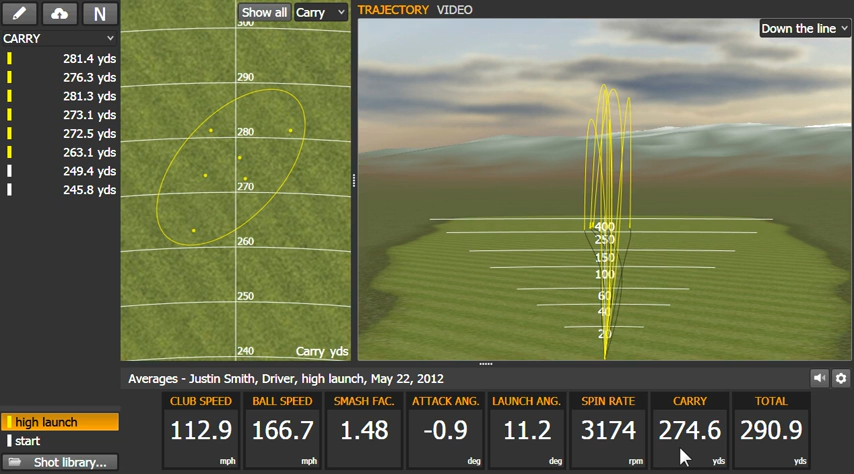 N
CARRY
281.4 yds
276.3 yds
281.3 yds
273.1 yds
272.5 yds
263.1 yds
249.4 yds
245.8 yds
high launch
start
Shot library...
Show all
Carry
300
290
280
270
260
250
240
Carry yds
TRAJECTORY VIDEO
Down the line
400
250
150
100
60
40
20
Averages - Justin Smith, Driver, high launch, May 22, 2012
CLUB SPEED BALL SPEED SMASH FAC. ATTACK ANG. LAUNCH ANG. SPIN RATE CARRY TOTAL
112.9 166.7 1.48 -0.9 11.2 3174 274.6 290.9
mph mph deg deg rpm yds yds